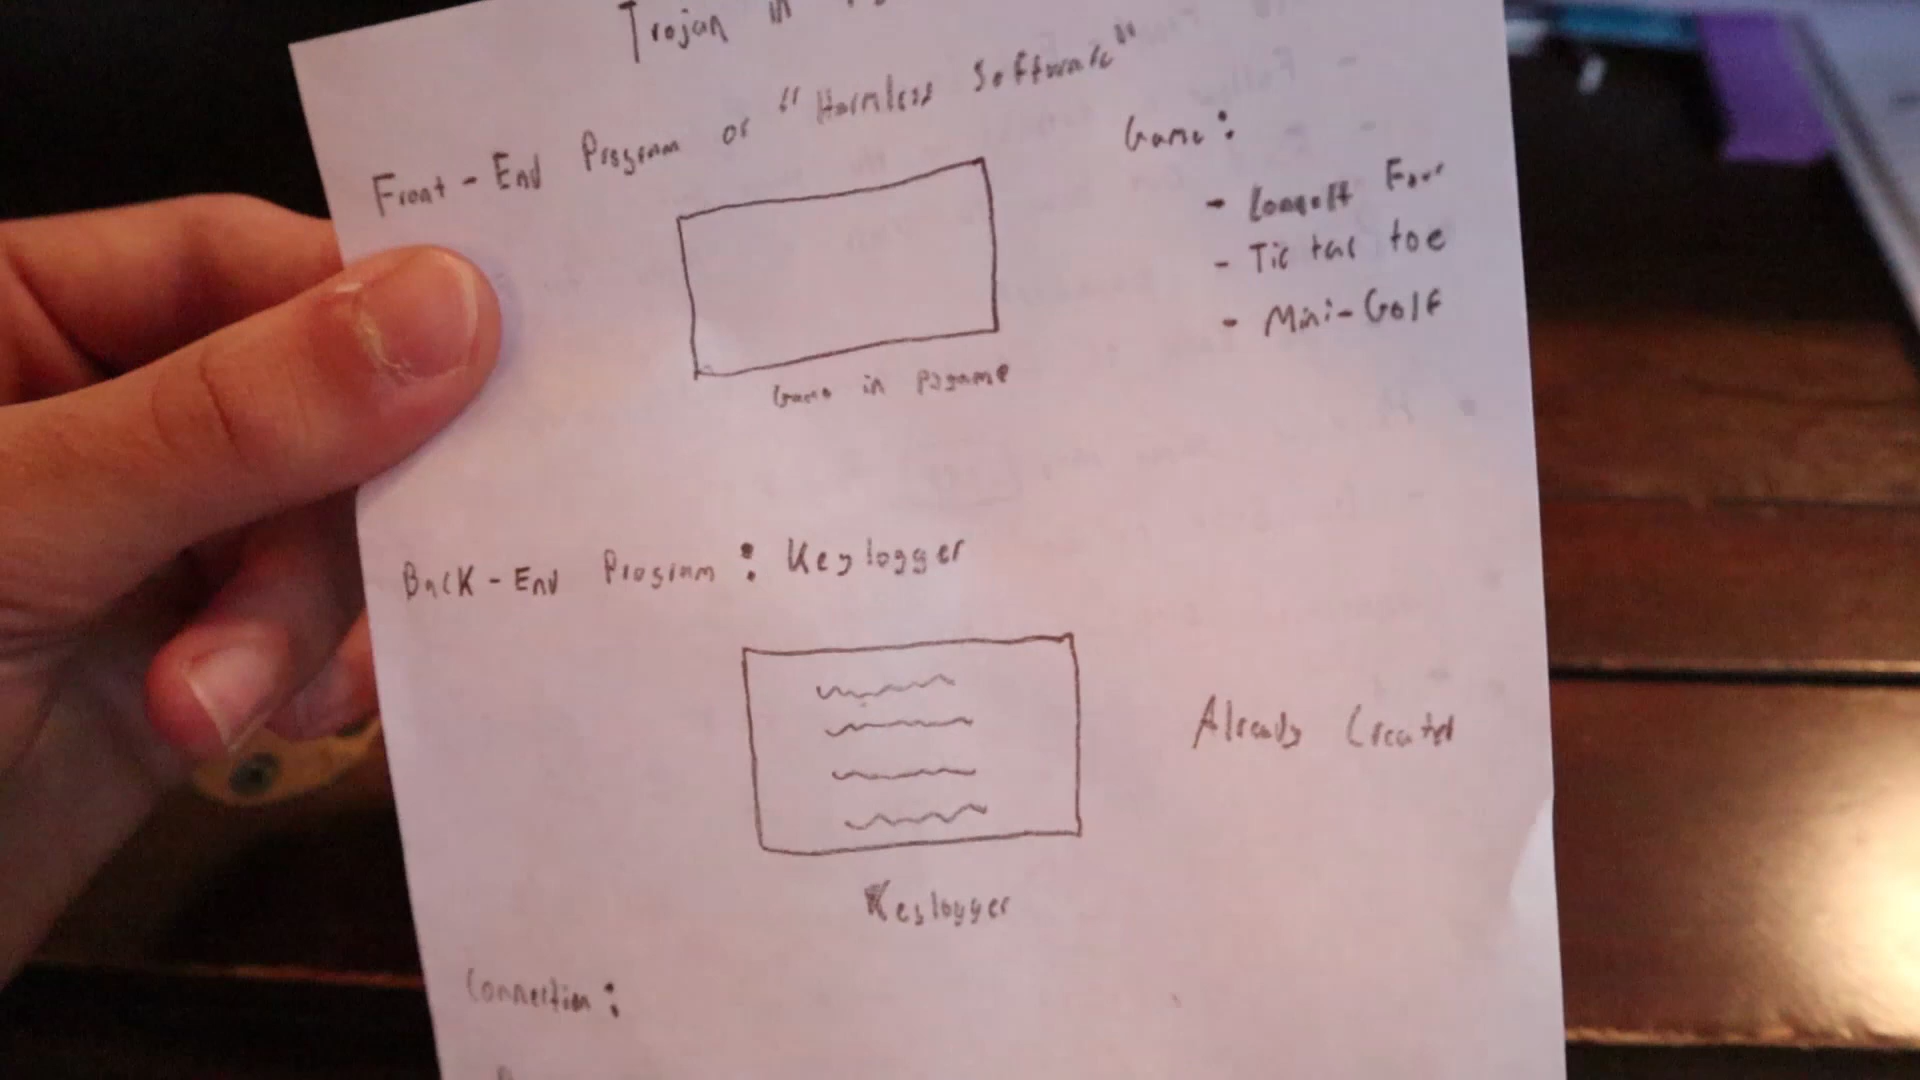 Trojan in
Front-End Program or "Harmless Software"
Game:
- Connect Four
- Tic tac toe
- Mini-Golf
Game in Pygame
Back-End Program: Keylogger
Already Created
Keylogger
Connection: